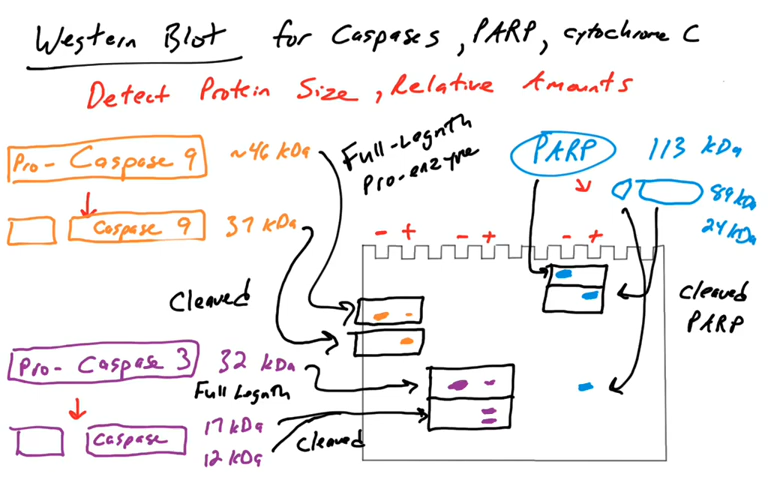 Western Blot for Caspases, PARP, cytochrome C
Detect Protein Size, Relative Amounts
Pro-Caspase 9 ~46 kDa
Full-Legnth
Pro-enzyme
PARP 113 kDa
Caspase 9 37 kDa
89 kDa
24 kDa
- + - + - +
Cleaved
Cleaved
PARP
Pro-Caspase 3 32 kDa
Full Legnth
Caspase 17 kDa
12 kDa
Cleaved